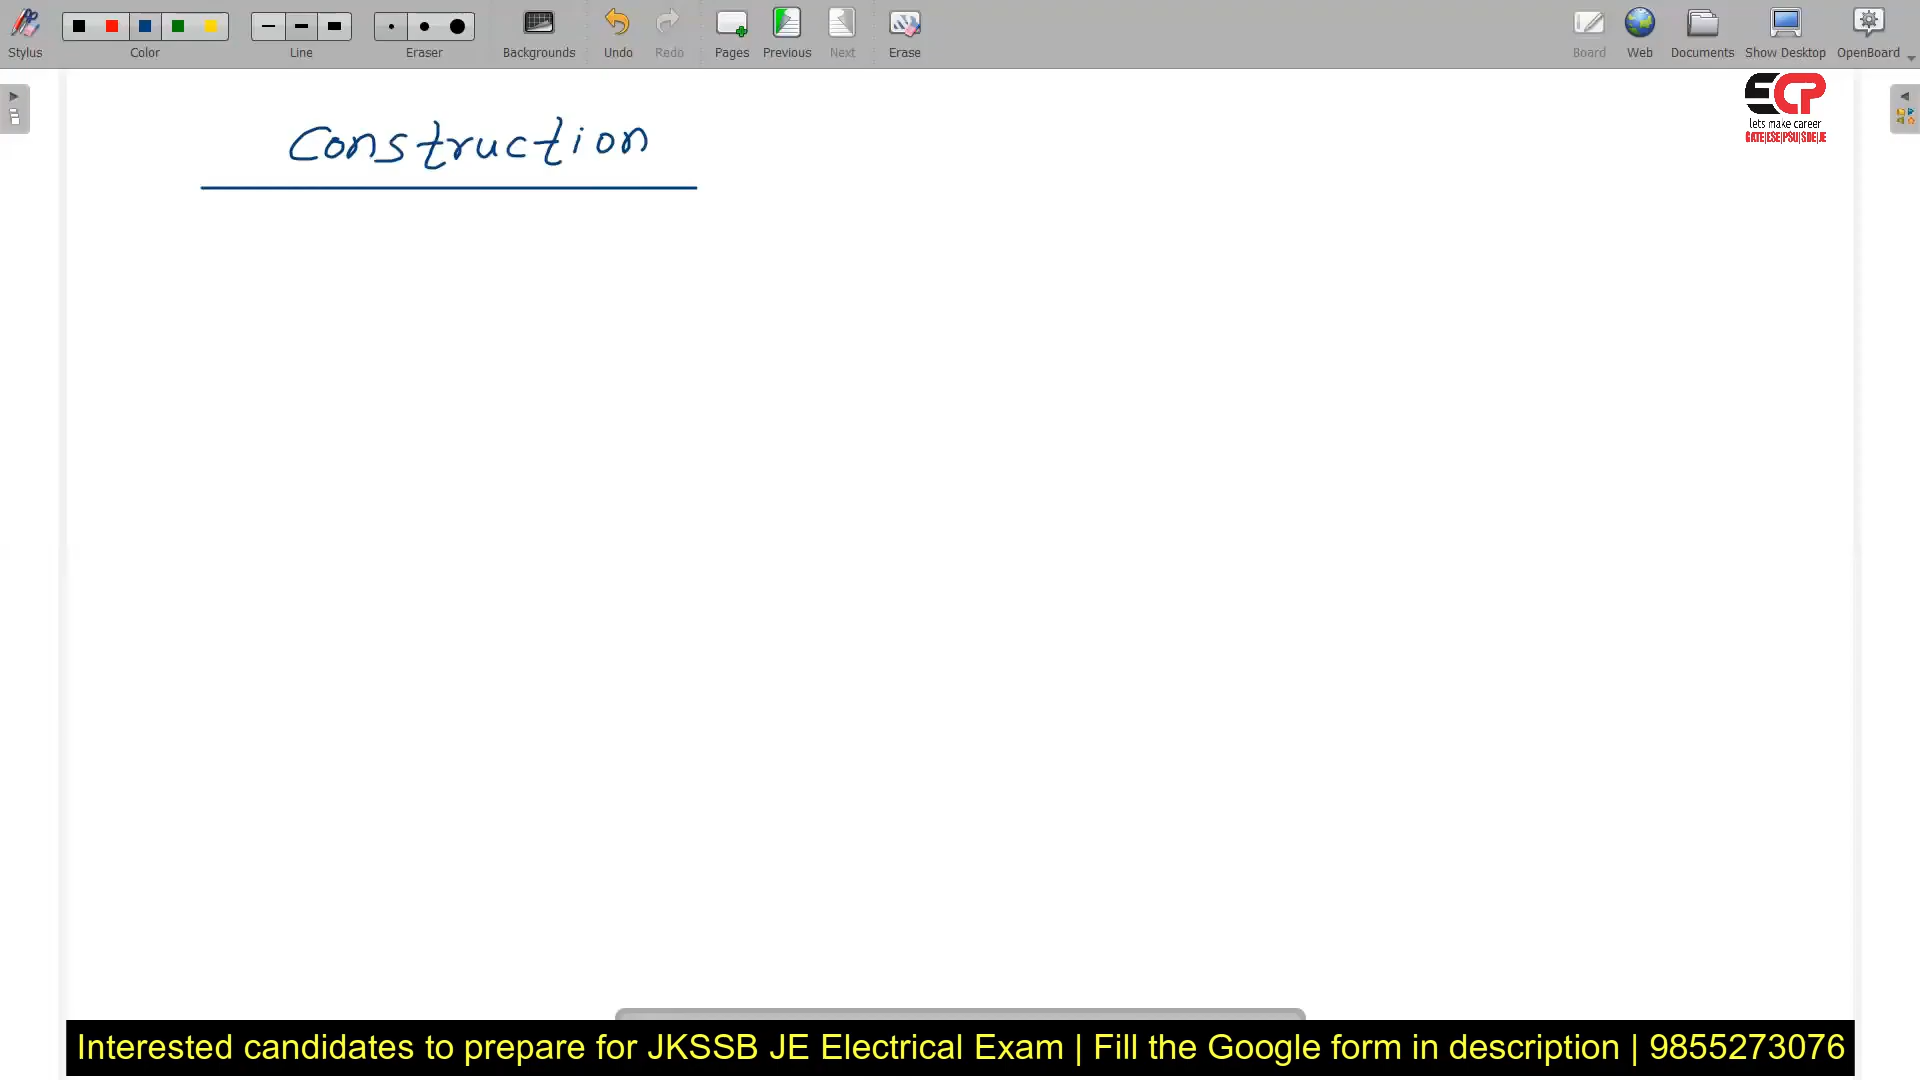 Stylus Color Line Eraser Backgrounds Undo Redo Pages Previous Next Erase Board Web Documents Show Desktop OpenBoard
ECP
lets make career
GATE|ESE|PSU|SDE|JE
Construction
Interested candidates to prepare for JKSSB JE Electrical Exam | Fill the Google form in description | 9855273076